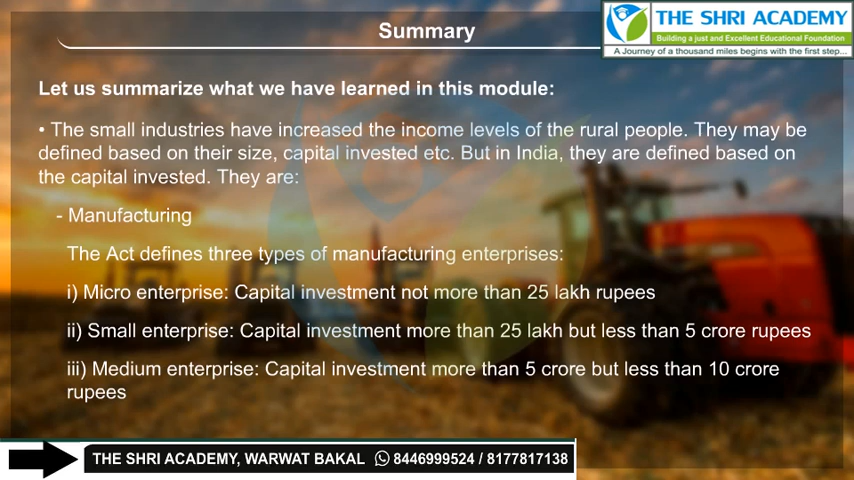 Summary
THE SHRI ACADEMY
Building a just and Excellent Educational Foundation
A Journey of a thousand miles begins with the first step...
Let us summarize what we have learned in this module:
• The small industries have increased the income levels of the rural people. They may be
defined based on their size, capital invested etc. But in India, they are defined based on
the capital invested. They are:
- Manufacturing
The Act defines three types of manufacturing enterprises:
i) Micro enterprise: Capital investment not more than 25 lakh rupees
ii) Small enterprise: Capital investment more than 25 lakh but less than 5 crore rupees
iii) Medium enterprise: Capital investment more than 5 crore but less than 10 crore
rupees
THE SHRI ACADEMY, WARWAT BAKAL 8446999524 / 8177817138